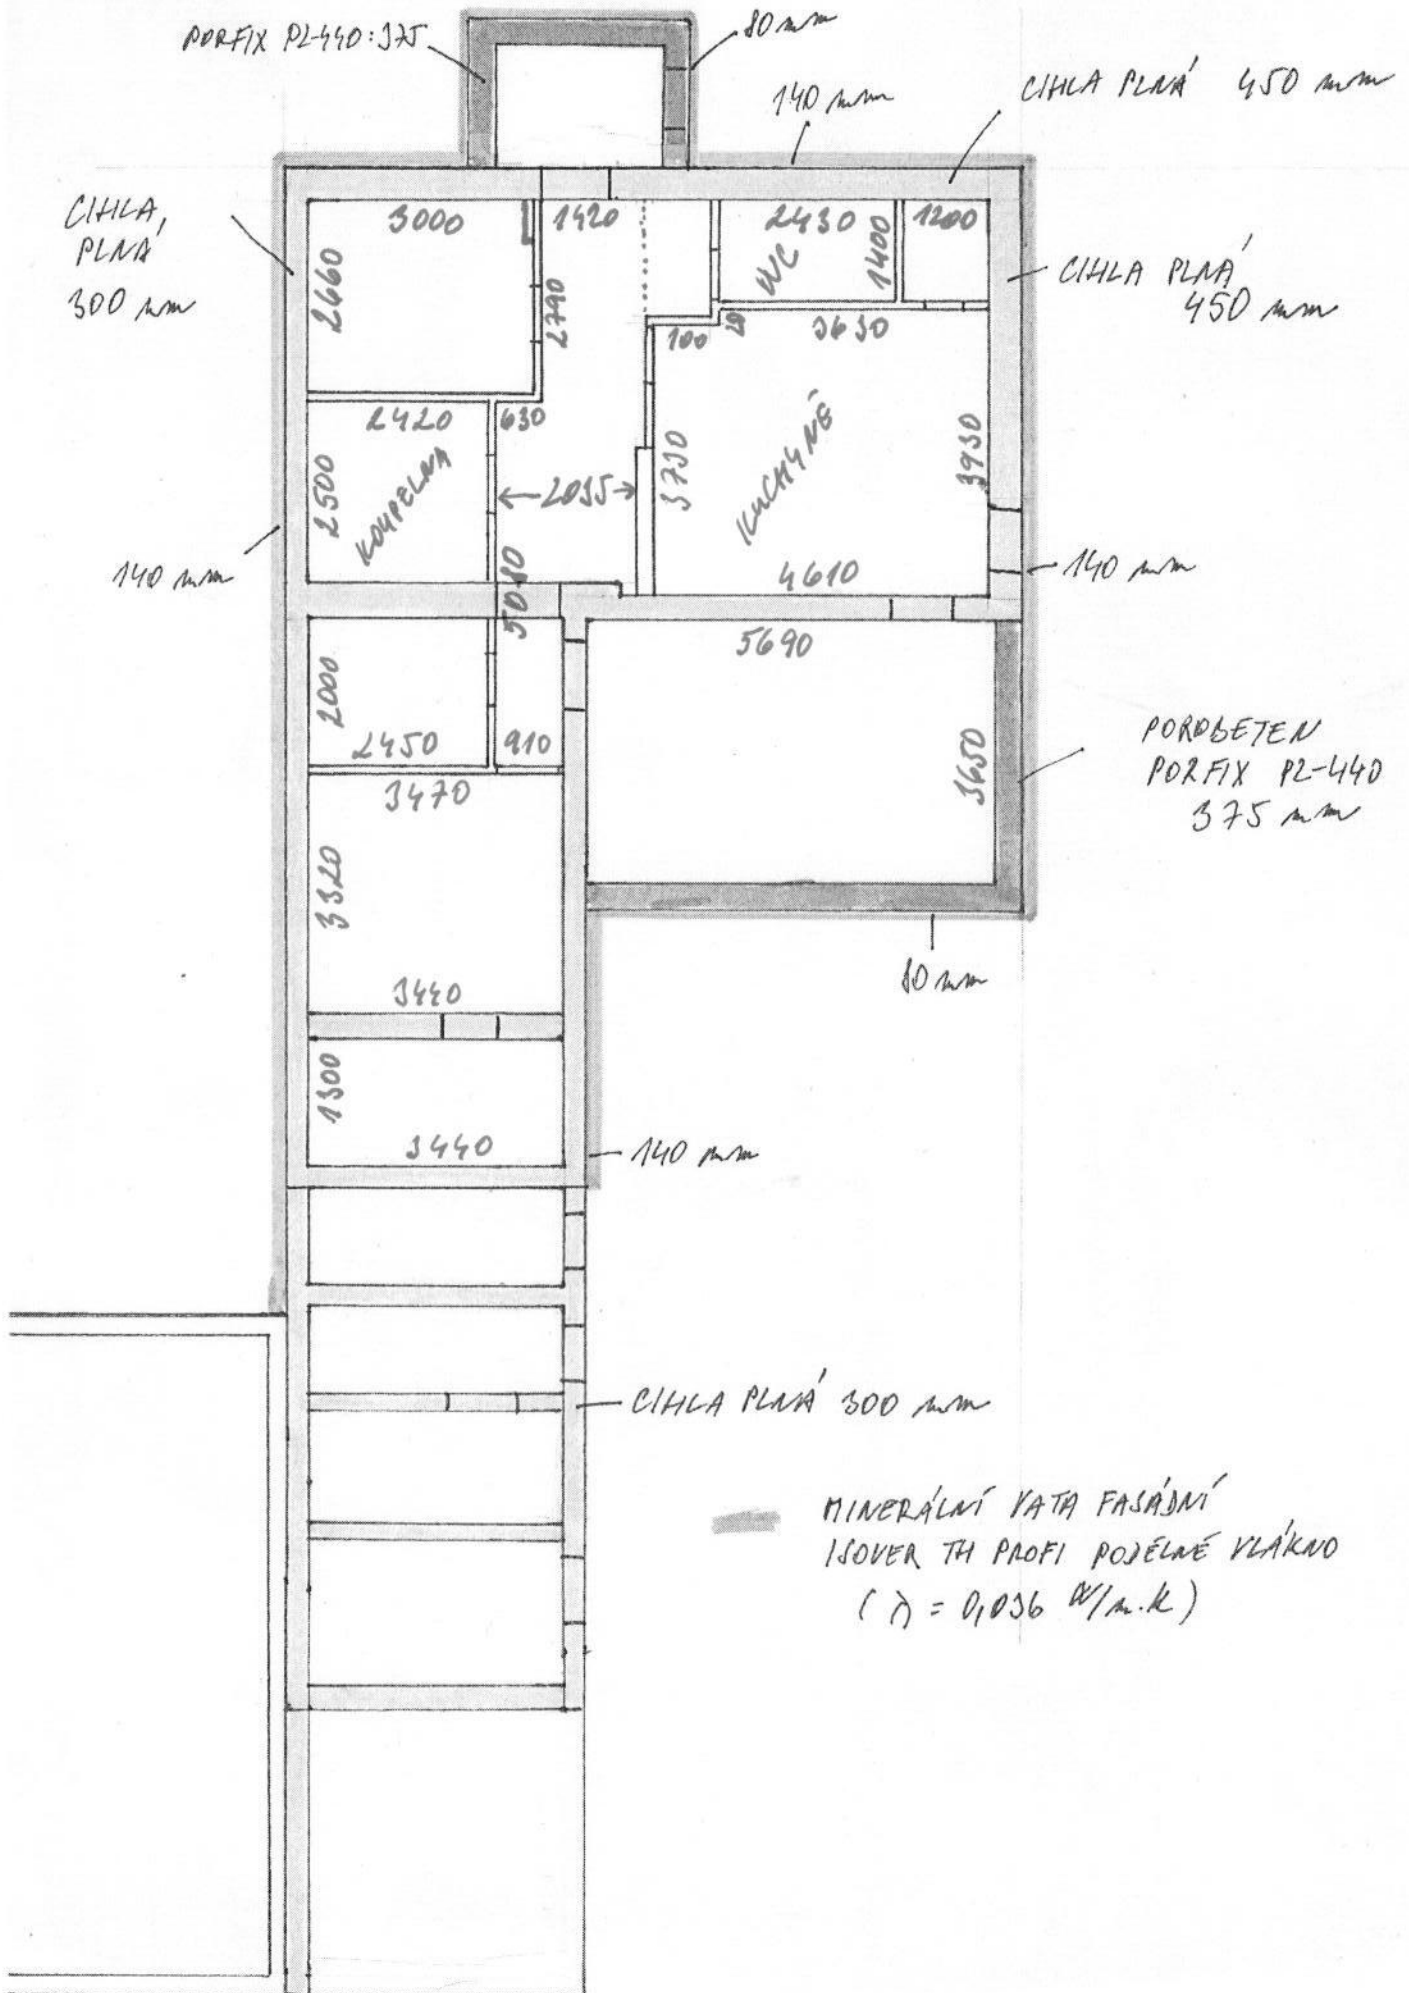 PORFIX PL-440:375
80 mm
140 mm
CIHLA PLNÁ 450 mm
CIHLA,
PLNÁ
300 mm
3000
1420
2430
1200
WC
1400
2660
2790
CIHLA PLNÁ
450 mm
100
3630
2420
630
KOUPELNA
2500
2035
3730
KUCHYNĚ
3930
140 mm
4610
140 mm
5080
5690
2000
2450
910
3650
POROBETEN
PORFIX PL-440
375 mm
3470
3320
80 mm
3440
1300
3440
140 mm
CIHLA PLNÁ 300 mm
MINERÁLNÍ VATA FASÁDNÍ
ISOVER TH PROFI PODÉLNÉ VLÁKNO
(λ = 0,036 W/m.K)